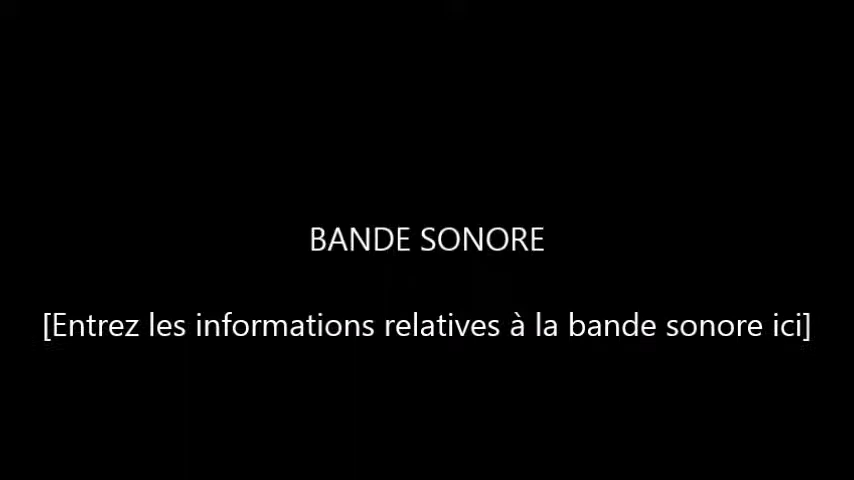 BANDE SONORE
[Entrez les informations relatives à la bande sonore ici]